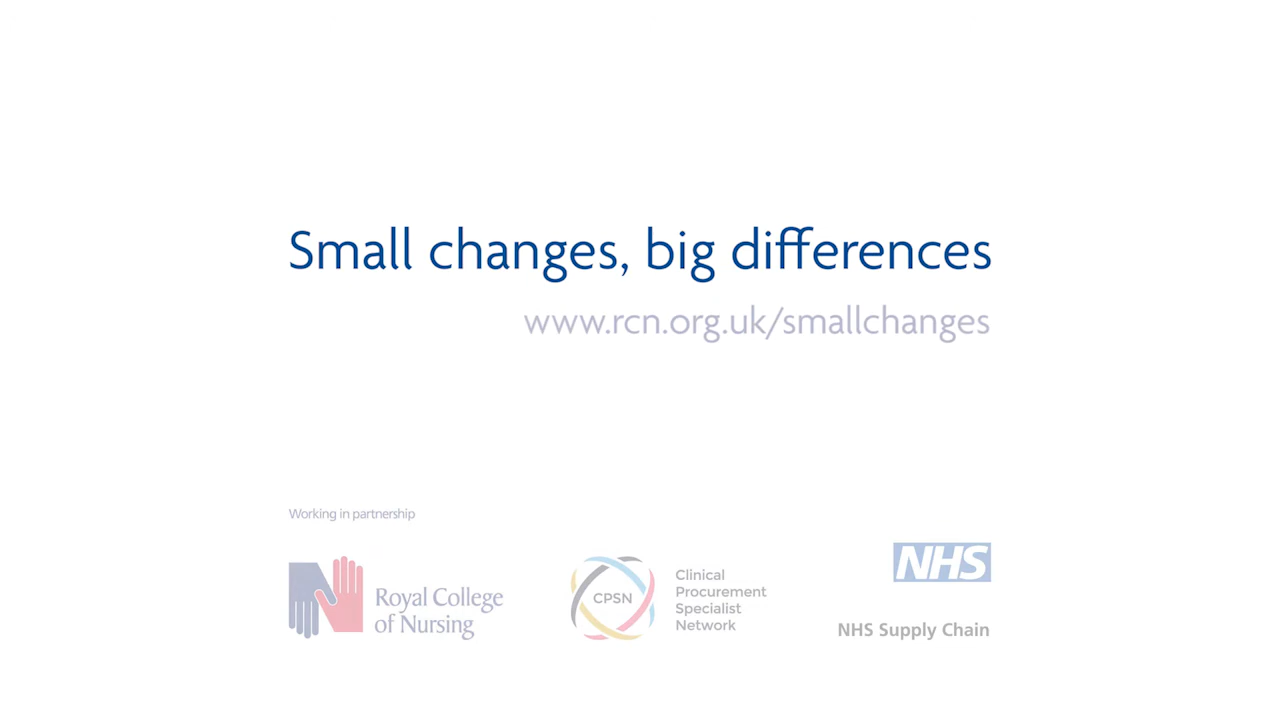 Small changes, big differences
www.rcn.org.uk/smallchanges
Working in partnership
Royal College
of Nursing
CPSN
Clinical
Procurement
Specialist
Network
NHS
NHS Supply Chain